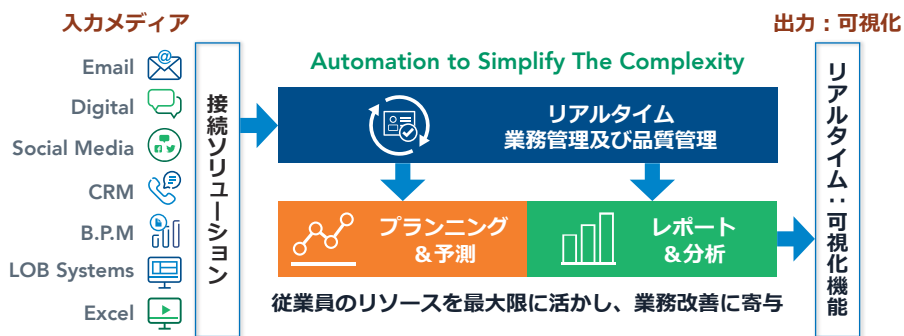 入力メディア
出力：可視化
Email
Digital
Social Media
CRM
B.P.M
LOB Systems
Excel
接続ソリューション
Automation to Simplify The Complexity
リアルタイム
業務管理及び品質管理
プランニング
&予測
レポート
&分析
従業員のリソースを最大限に活かし、業務改善に寄与
リアルタイム：可視化機能